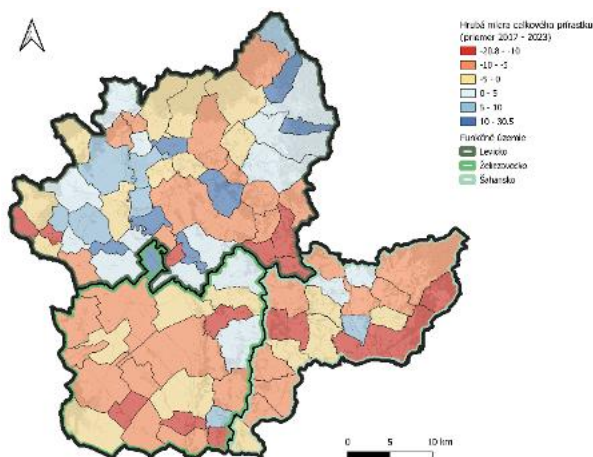 Hrubá miera celkového prírastku
(priemer 2017 - 2023)
-20.8 - -10
-10 - -5
-5 - 0
0 - 5
5 - 10
10 - 30.5
Funkčné územie
Levicko
Želiezovecko
Šahansko
0 5 10 km